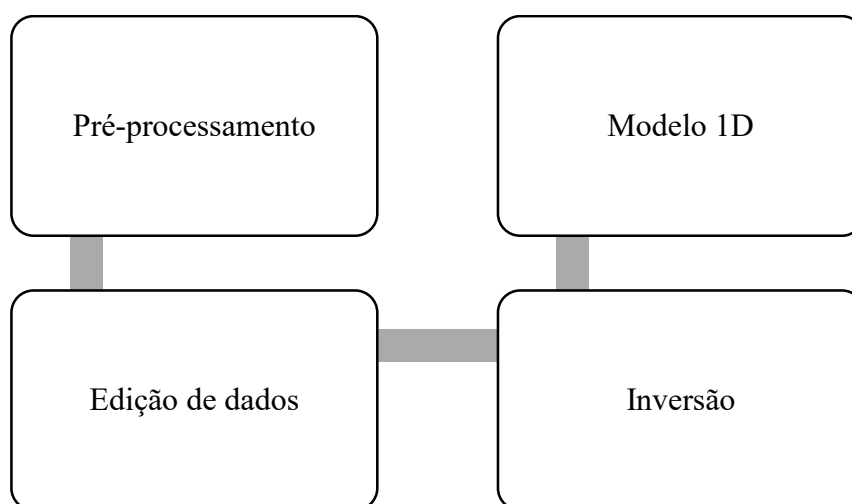 Pré-processamento
Modelo 1D
Edição de dados
Inversão